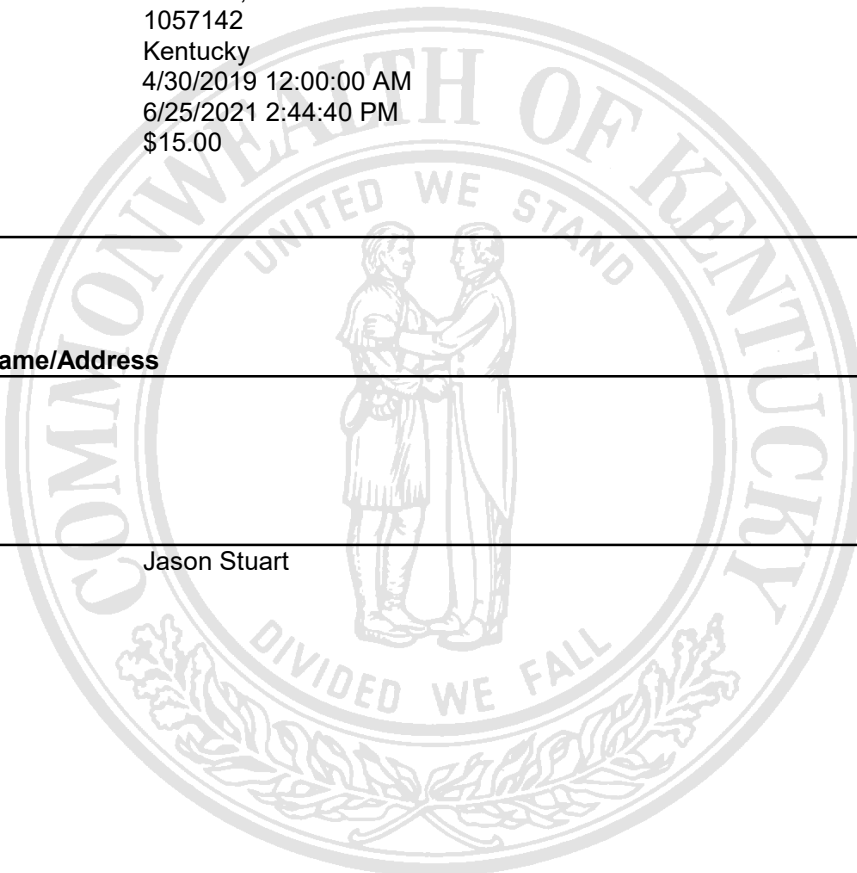 1057142
Kentucky
4/30/2019 12:00:00 AM
6/25/2021 2:44:40 PM
$15.00
COMMONWEALTH OF KENTUCKY
UNITED WE STAND
ame/Address
Jason Stuart
DIVIDED WE FALL